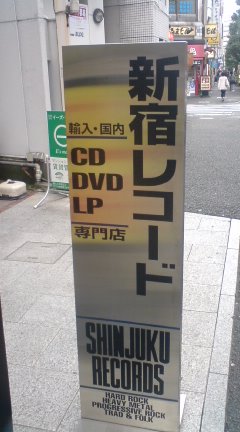 新宿レコード
輸入・国内
CD
DVD
LP
専門店
SHINJUKU
RECORDS
HARD ROCK
HEAVY METAL
PROGRESSIVE ROCK
TRAD & FOLK